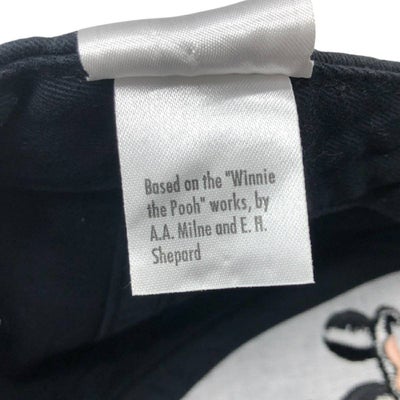 Based on the "Winnie
the Pooh" works, by
A.A. Milne and E. H.
Shepard